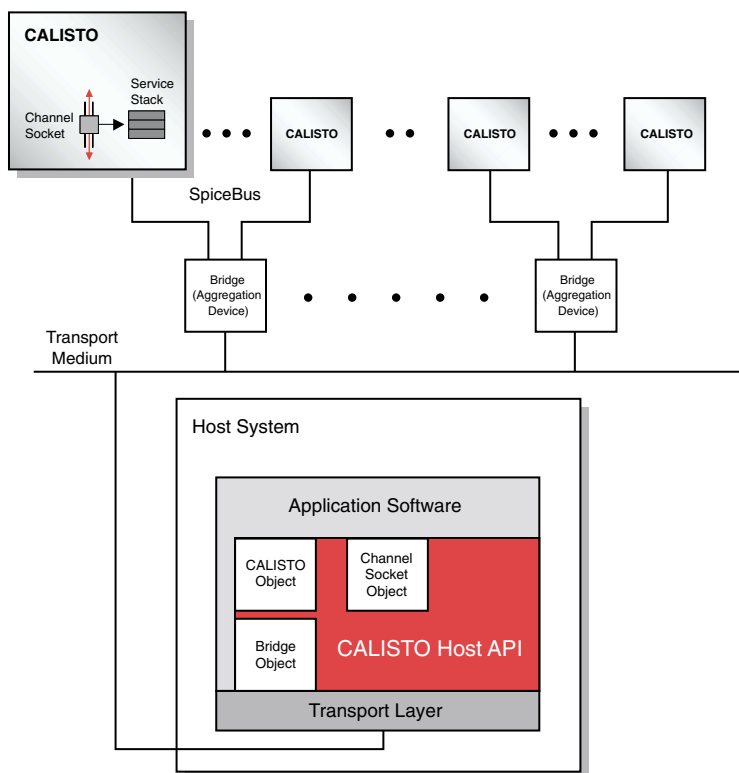 CALISTO
Service
Stack
Channel
Socket
CALISTO
CALISTO
CALISTO
SpiceBus
Bridge
(Aggregation
Device)
Bridge
(Aggregation
Device)
Transport
Medium
Host System
Application Software
CALISTO
Object
Channel
Socket
Object
Bridge
Object
CALISTO Host API
Transport Layer